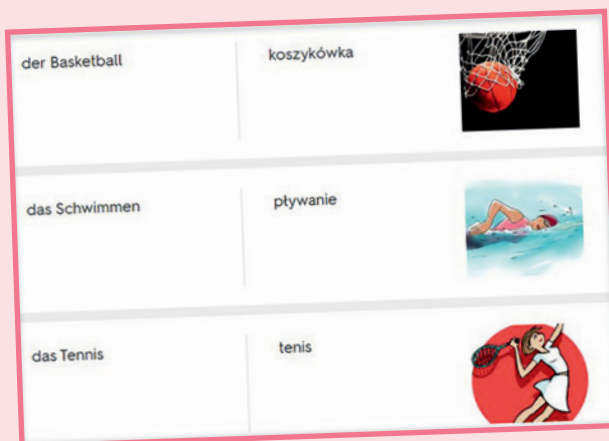 der Basketball koszykówka
das Schwimmen pływanie
das Tennis tenis